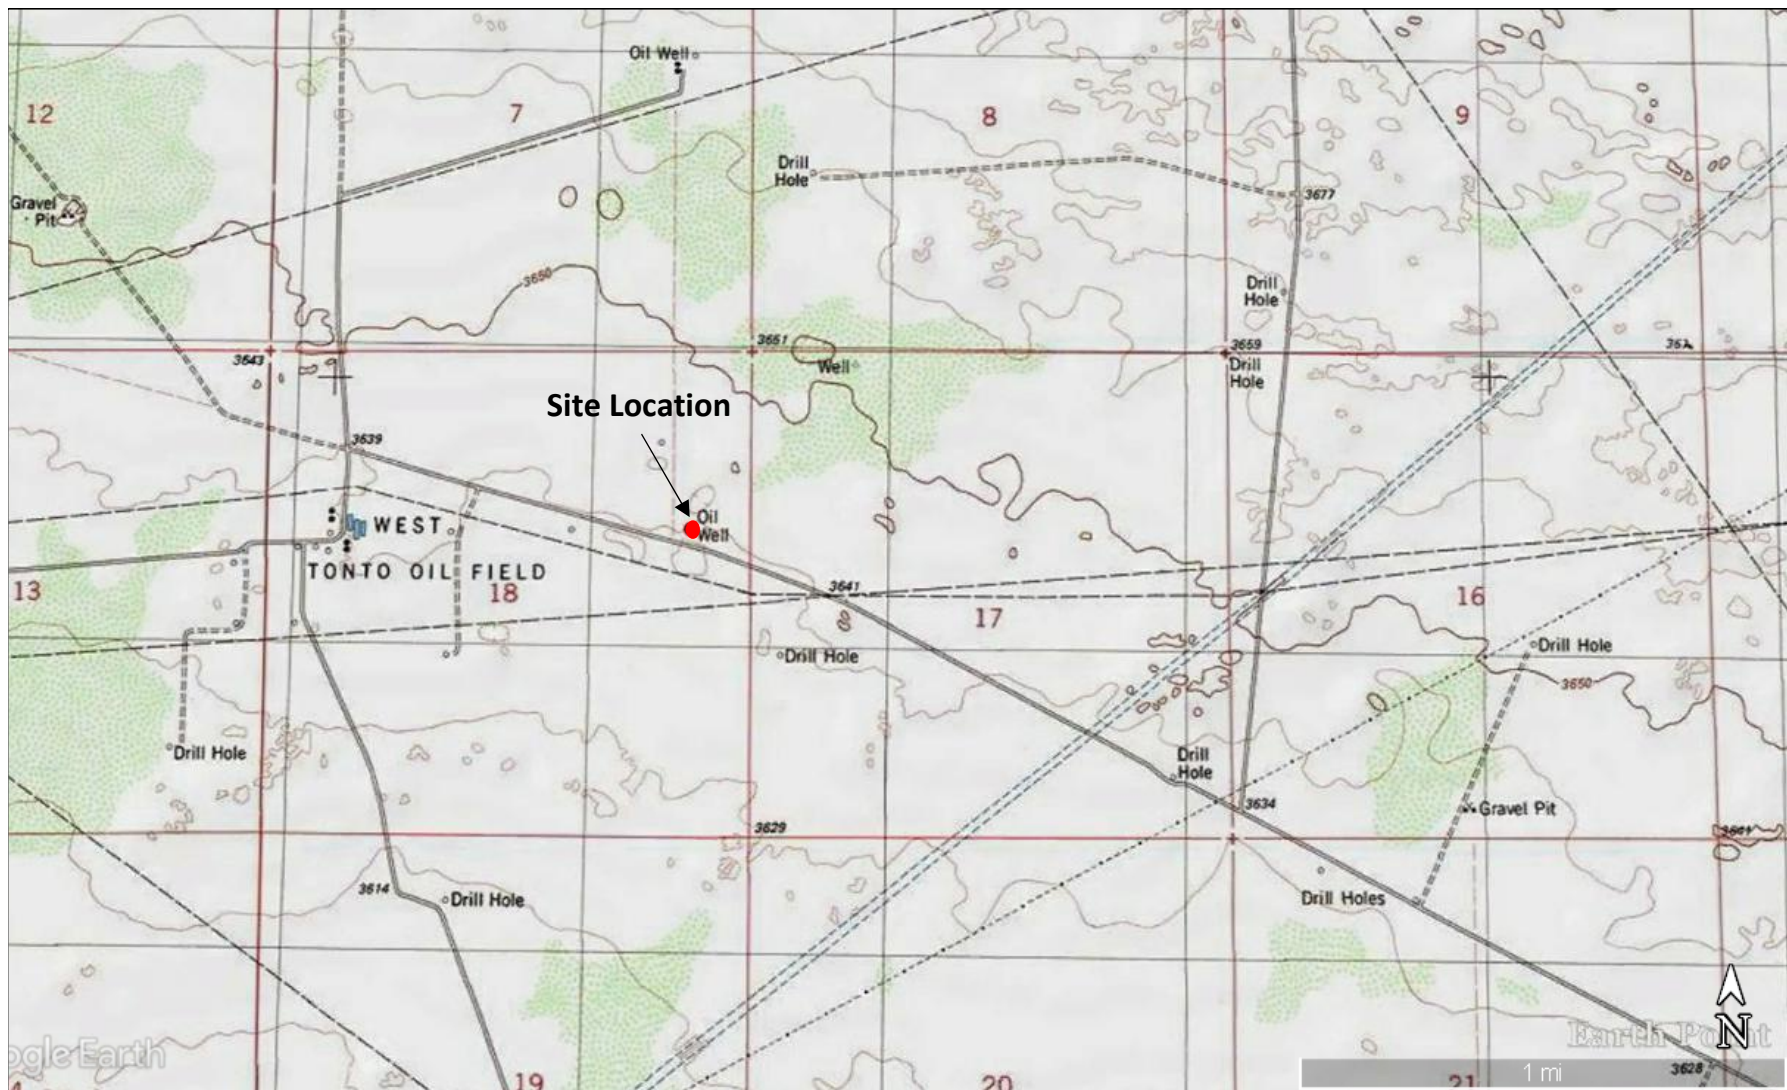 Oil Well
12
7
8
9
Drill
Hole
Gravel
Pit
3677
3650
Drill
Hole
3643
3651
3659
Well
Drill
Hole
Site Location
3639
Oil
Well
WEST
TONTO OIL FIELD
13
18
3641
17
16
Drill Hole
Drill Hole
3650
Drill Hole
Drill
Hole
3634
Gravel Pit
3629
3614
Drill Hole
Drill Holes
N
Earth Point
ogle Earth
1 mi
3628
19
20
21